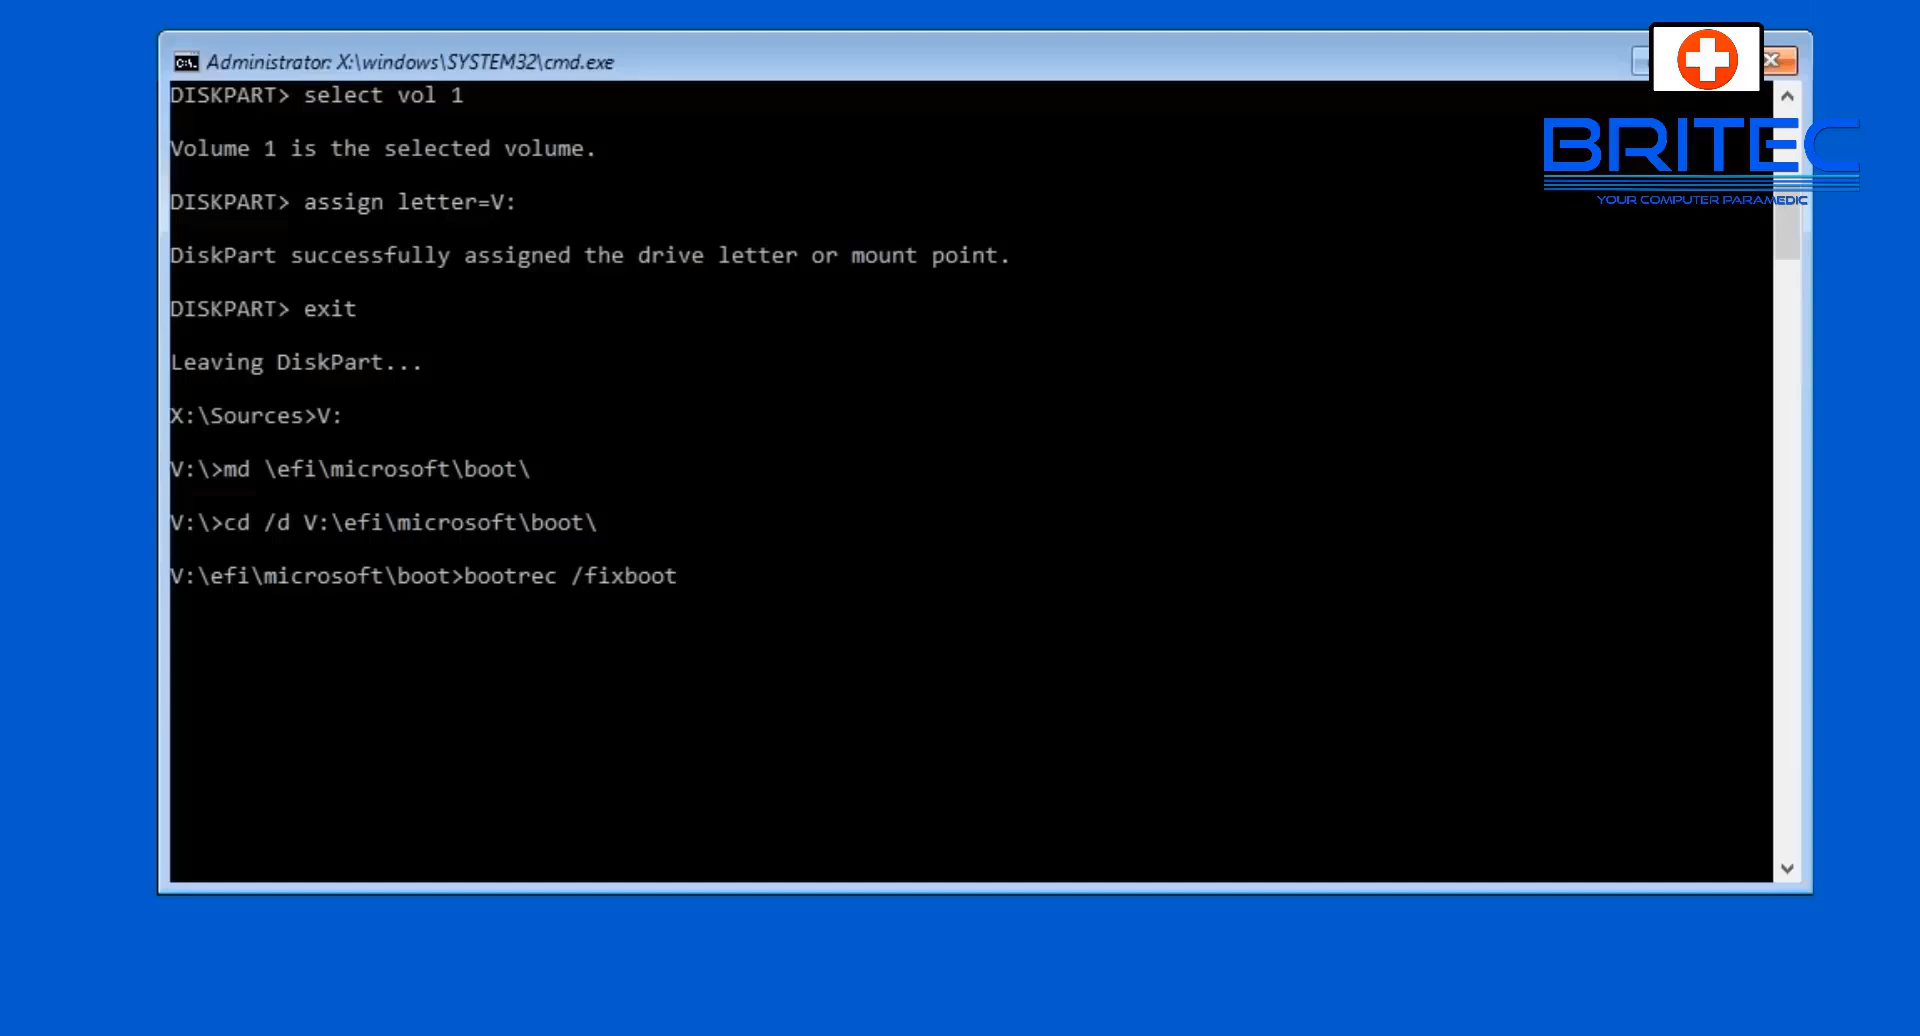 Administrator: X:\windows\SYSTEM32\cmd.exe
BRITEC
YOUR COMPUTER PARAMEDIC
DISKPART> select vol 1
Volume 1 is the selected volume.
DISKPART> assign letter=V:
DiskPart successfully assigned the drive letter or mount point.
DISKPART> exit
Leaving DiskPart...
X:\Sources>V:
V:\>md \efi\microsoft\boot\
V:\>cd /d V:\efi\microsoft\boot\
V:\efi\microsoft\boot>bootrec /fixboot